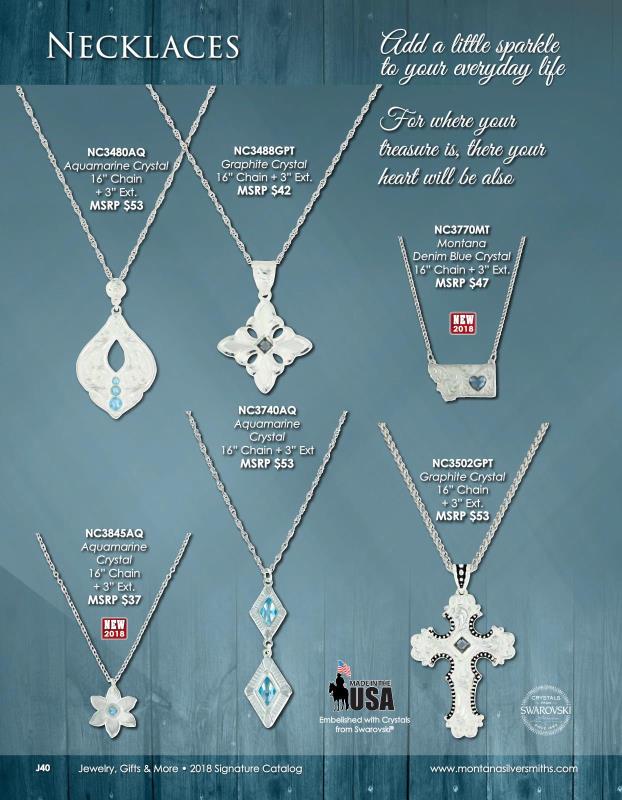 NECKLACES
Add a little sparkle
to your everyday life
For where your
treasure is, there your
heart will be also
NC3480AQ
Aquamarine Crystal
16" Chain
+ 3" Ext.
MSRP $53
NC3488GPT
Graphite Crystal
16" Chain + 3" Ext.
MSRP $42
NC3770MT
Montana
Denim Blue Crystal
16" Chain + 3" Ext.
MSRP $47
NEW
2018
NC3740AQ
Aquamarine
Crystal
16" Chain + 3" Ext
MSRP $53
NC3502GPT
Graphite Crystal
16" Chain
+ 3" Ext.
MSRP $53
NC3845AQ
Aquamarine
Crystal
16" Chain
+ 3" Ext.
MSRP $37
NEW
2018
MADE IN THE
USA
Embellished with Crystals
from Swarovski®
CRYSTALS
FROM
SWAROVSKI
SINCE 1895
J40 Jewelry, Gifts & More • 2018 Signature Catalog www.montanasilversmiths.com